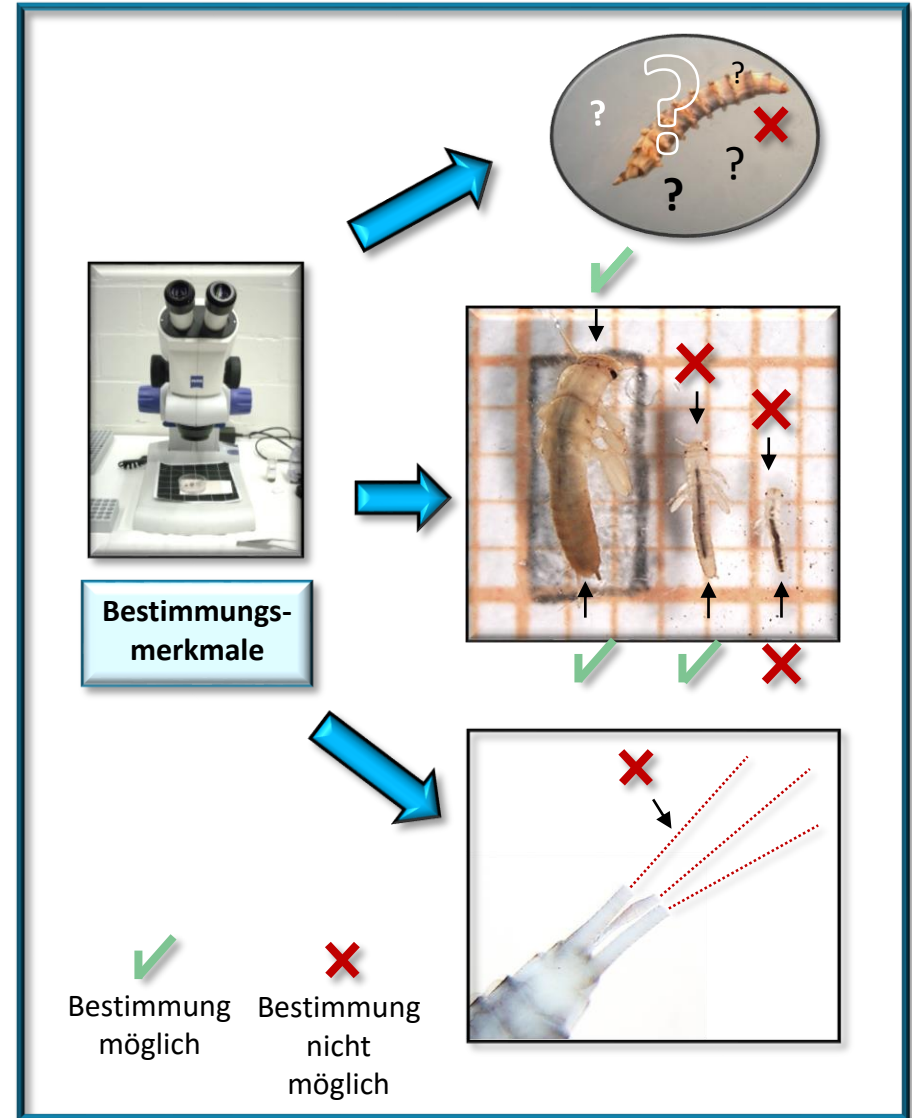 ?
?
?
?
?
Bestimmungs-
merkmale
Bestimmung
möglich
Bestimmung
nicht
möglich